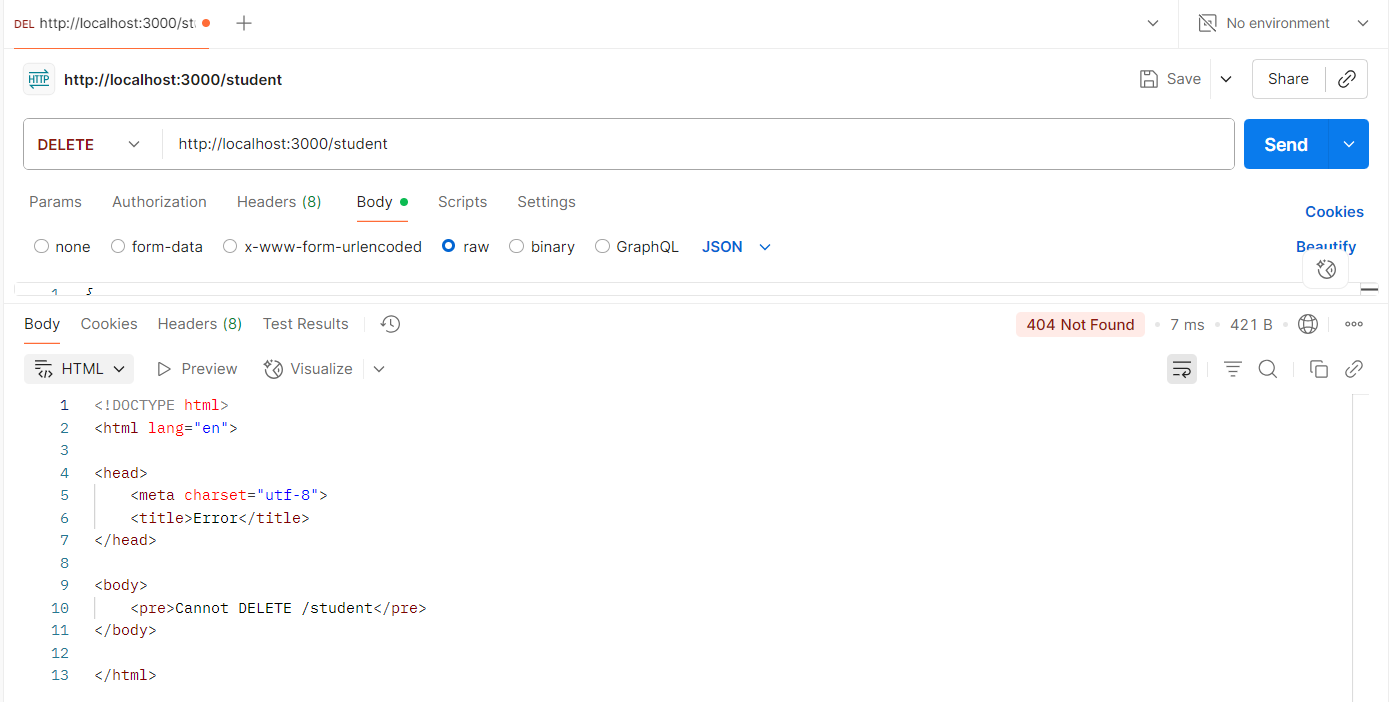 DEL http://localhost:3000/st
No environment
HTTP http://localhost:3000/student
Save
Share
DELETE http://localhost:3000/student
Send
Params Authorization Headers (8) Body Scripts Settings
Cookies
none form-data x-www-form-urlencoded raw binary GraphQL JSON
Beautify
1 {
Body Cookies Headers (8) Test Results
404 Not Found 7 ms 421 B
HTML Preview Visualize
1 <!DOCTYPE html>
2 <html lang="en">
3
4 <head>
5 <meta charset="utf-8">
6 <title>Error</title>
7 </head>
8
9 <body>
10 <pre>Cannot DELETE /student</pre>
11 </body>
12
13 </html>